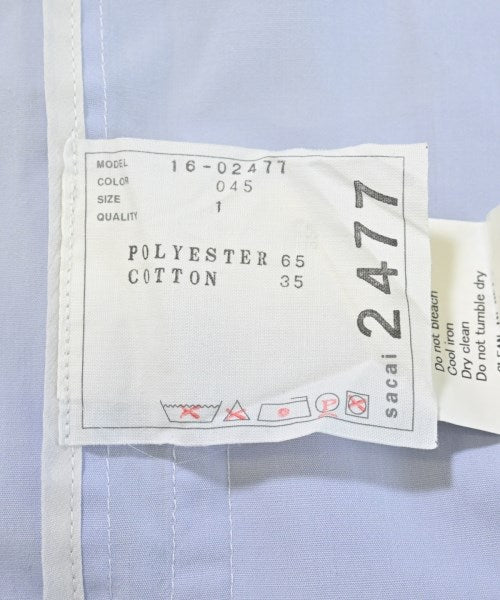 MODEL 16-02477
COLOR 045
SIZE 1
QUALITY
POLYESTER 65
COTTON 35
P
sacai 2477
Do not bleach
Cool iron
Dry clean
Do not tumble dry